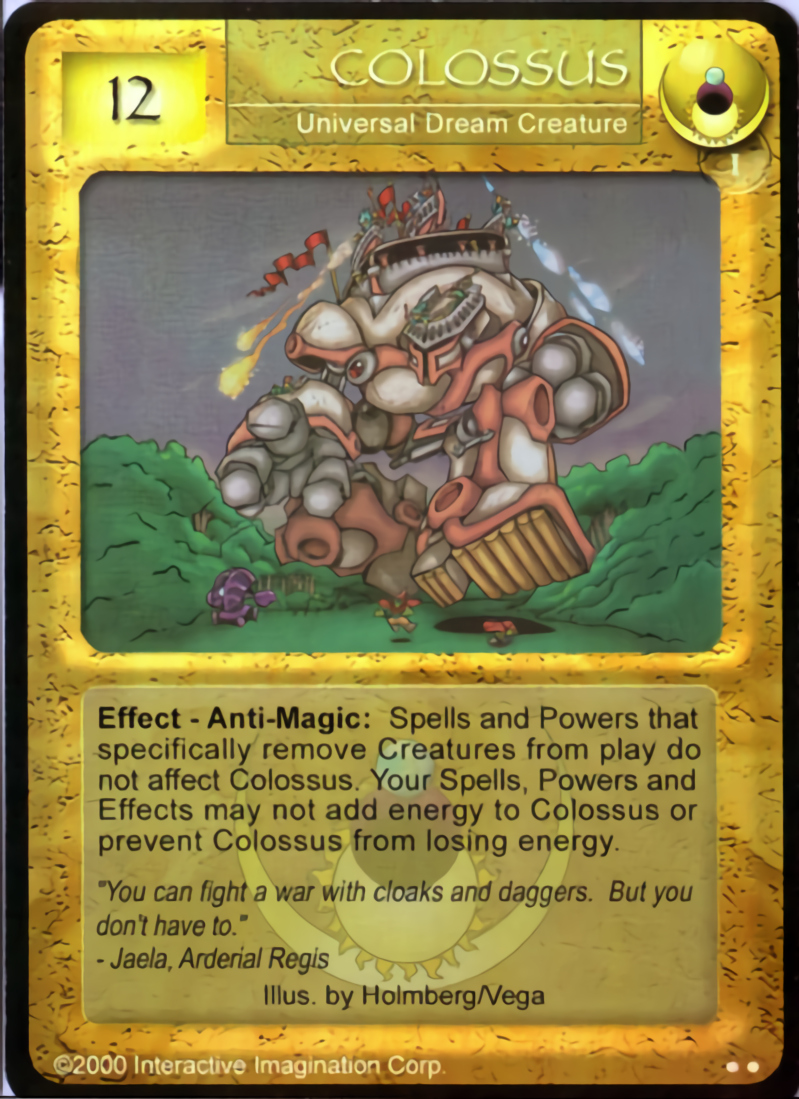 12
COLOSSUS
Universal Dream Creature
1
Effect - Anti-Magic: Spells and Powers that
specifically remove Creatures from play do
not affect Colossus. Your Spells, Powers and
Effects may not add energy to Colossus or
prevent Colossus from losing energy.
"You can fight a war with cloaks and daggers. But you
don't have to."
- Jaela, Arderial Regis
Illus. by Holmberg/Vega
©2000 Interactive Imagination Corp.